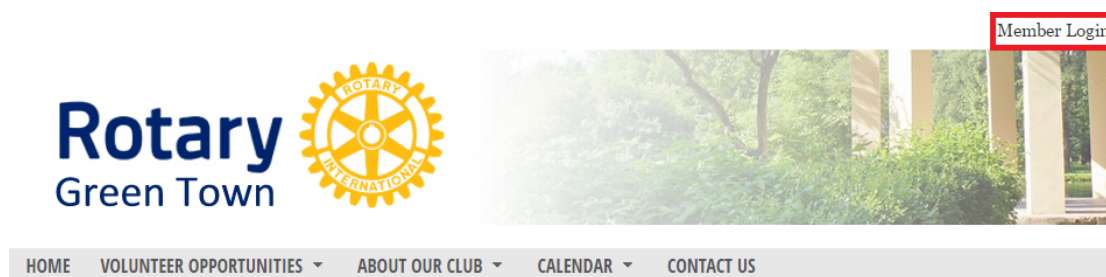 Member Login
Rotary
Green Town
ROTARY
INTERNATIONAL
HOME VOLUNTEER OPPORTUNITIES ABOUT OUR CLUB CALENDAR CONTACT US